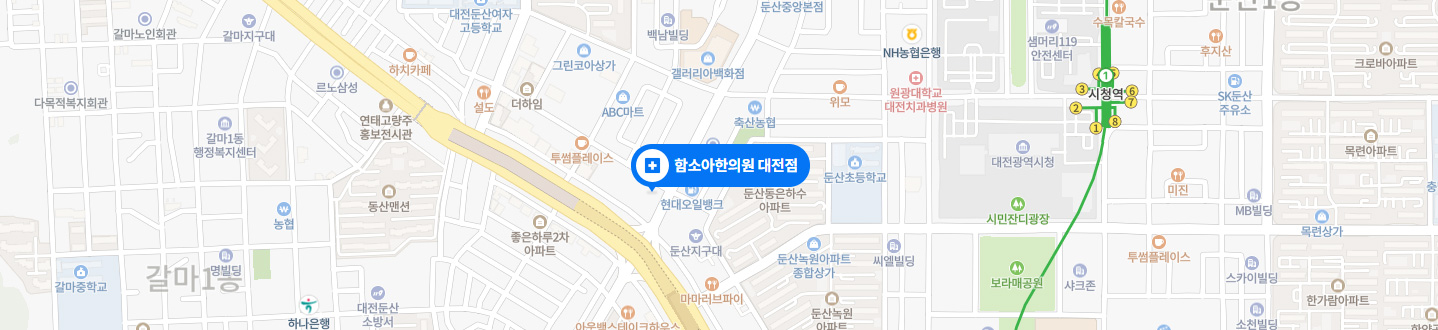 대전둔산여자
고등학교
둔산중앙본점
수목칼국수
갈마노인회관
갈마지구대
백남빌딩
NH농협은행
샘머리119
안전센터
후지산
크로바아파트
하치카페
그린코아상가
갤러리아백화점
르노삼성
다목적복지회관
설도
더하임
ABC마트
위모
원광대학교
대전치과병원
1
시청역
3
6
2
7
1
8
SK둔산
주유소
연태고량주
홍보전시관
축산농협
갈마1동
행정복지센터
투썸플레이스
함소아한의원 대전점
대전광역시청
목련아파트
둔산초등학교
미진
동산맨션
현대오일뱅크
둔산동은하수
아파트
시민잔디광장
MB빌딩
농협
좋은하루2차
아파트
둔산지구대
목련상가
둔산녹원아파트
종합상가
씨엘빌딩
투썸플레이스
명빌딩
갈마1동
갈마중학교
보라매공원
샤크존
스카이빌딩
마마러브파이
한가람아파트
대전둔산
소방서
하나은행
아웃백스테이크하우스
둔산녹원
아파트
소천빌딩